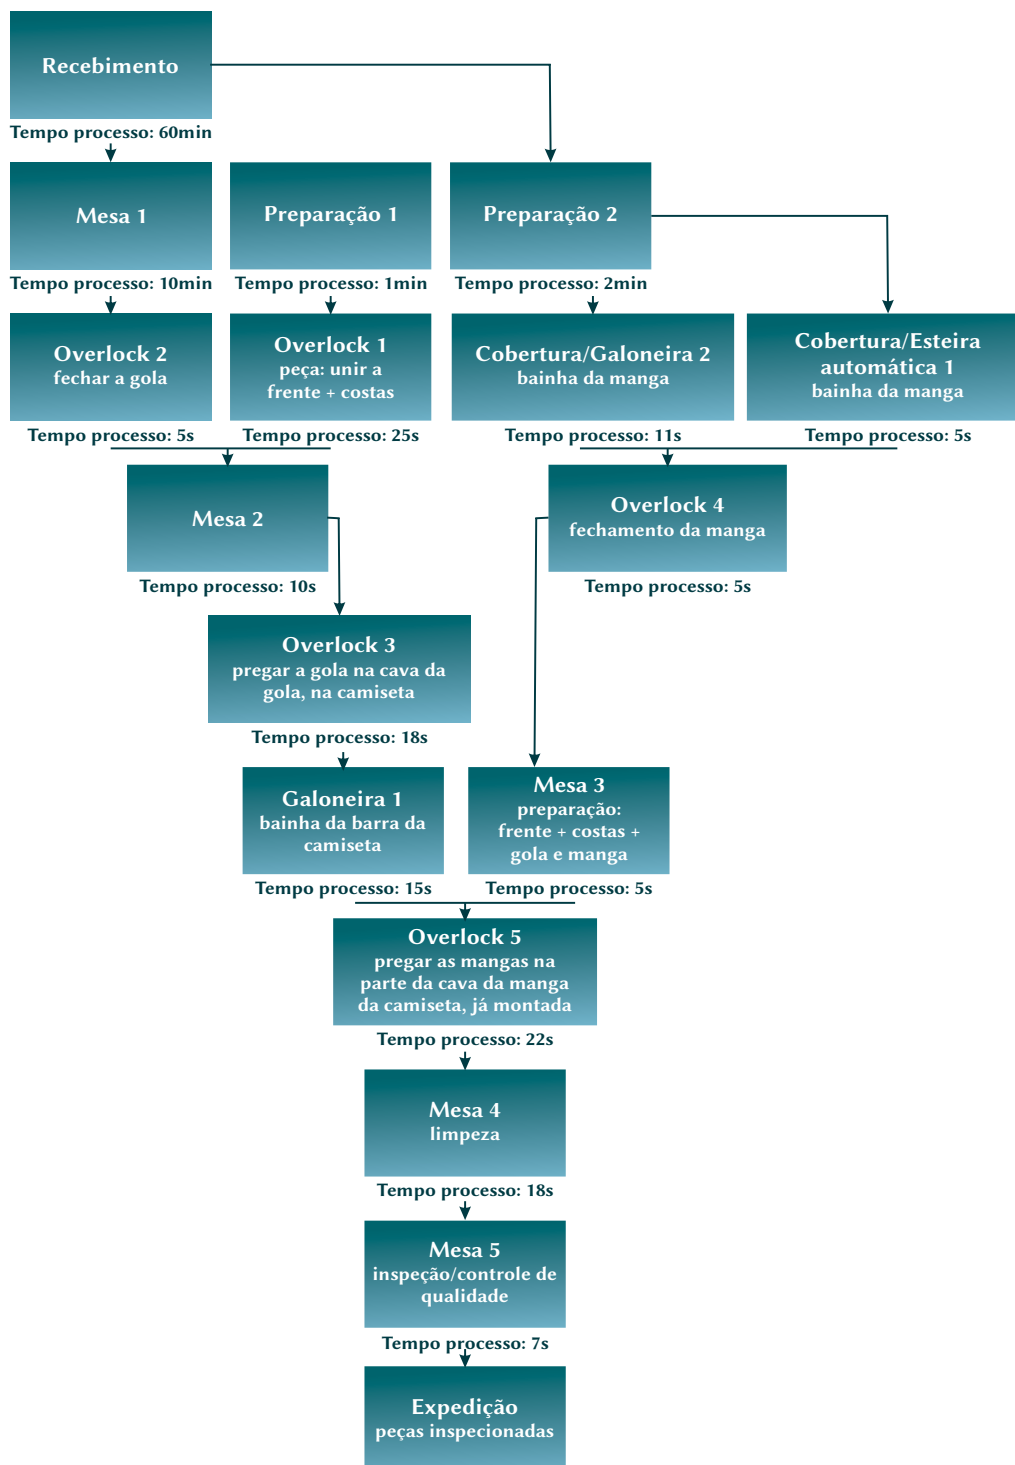 Recebimento
Tempo processo: 60min
Mesa 1
Tempo processo: 10min
Preparação 1
Tempo processo: 1min
Preparação 2
Tempo processo: 2min
Overlock 2
fechar a gola
Tempo processo: 5s
Overlock 1
peça: unir a
frente + costas
Tempo processo: 25s
Cobertura/Galoneira 2
bainha da manga
Tempo processo: 11s
Cobertura/Esteira
automática 1
bainha da manga
Tempo processo: 5s
Mesa 2
Tempo processo: 10s
Overlock 4
fechamento da manga
Tempo processo: 5s
Overlock 3
pregar a gola na cava da
gola, na camiseta
Tempo processo: 18s
Galoneira 1
bainha da barra da
camiseta
Tempo processo: 15s
Mesa 3
preparação:
frente + costas +
gola e manga
Tempo processo: 5s
Overlock 5
pregar as mangas na
parte da cava da manga
da camiseta, já montada
Tempo processo: 22s
Mesa 4
limpeza
Tempo processo: 18s
Mesa 5
inspeção/controle de
qualidade
Tempo processo: 7s
Expedição
peças inspecionadas